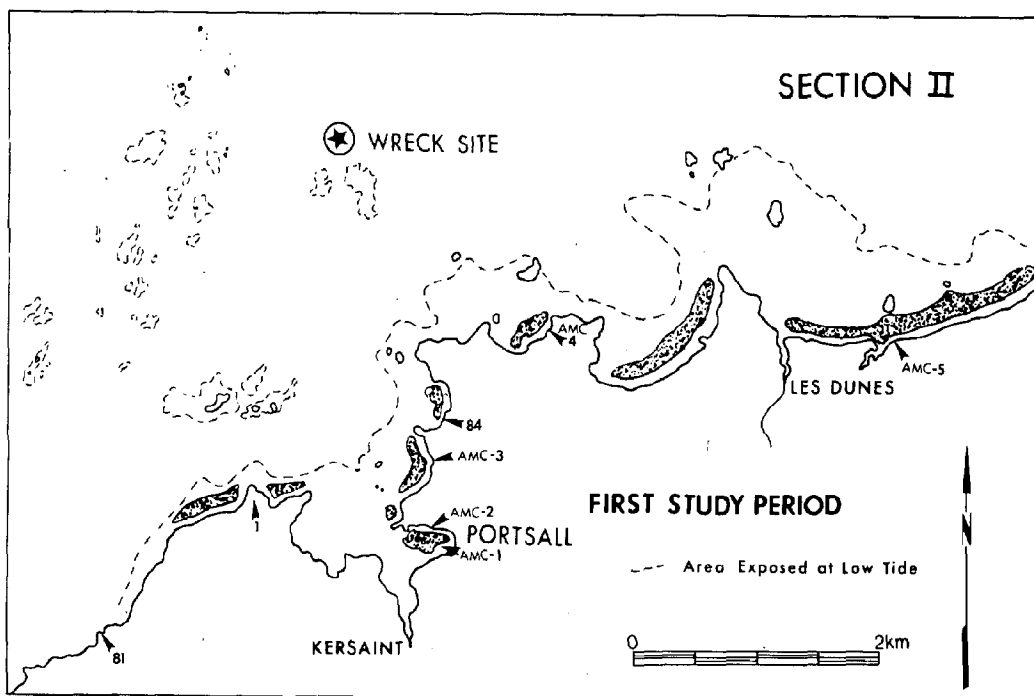 SECTION II
WRECK SITE
AMC
4
AMC-5
LES DUNES
84
AMC-3
FIRST STUDY PERIOD
1
AMC-2
PORTSALL
AMC-1
N
Area Exposed at Low Tide
KERSAINT
81
0 2km